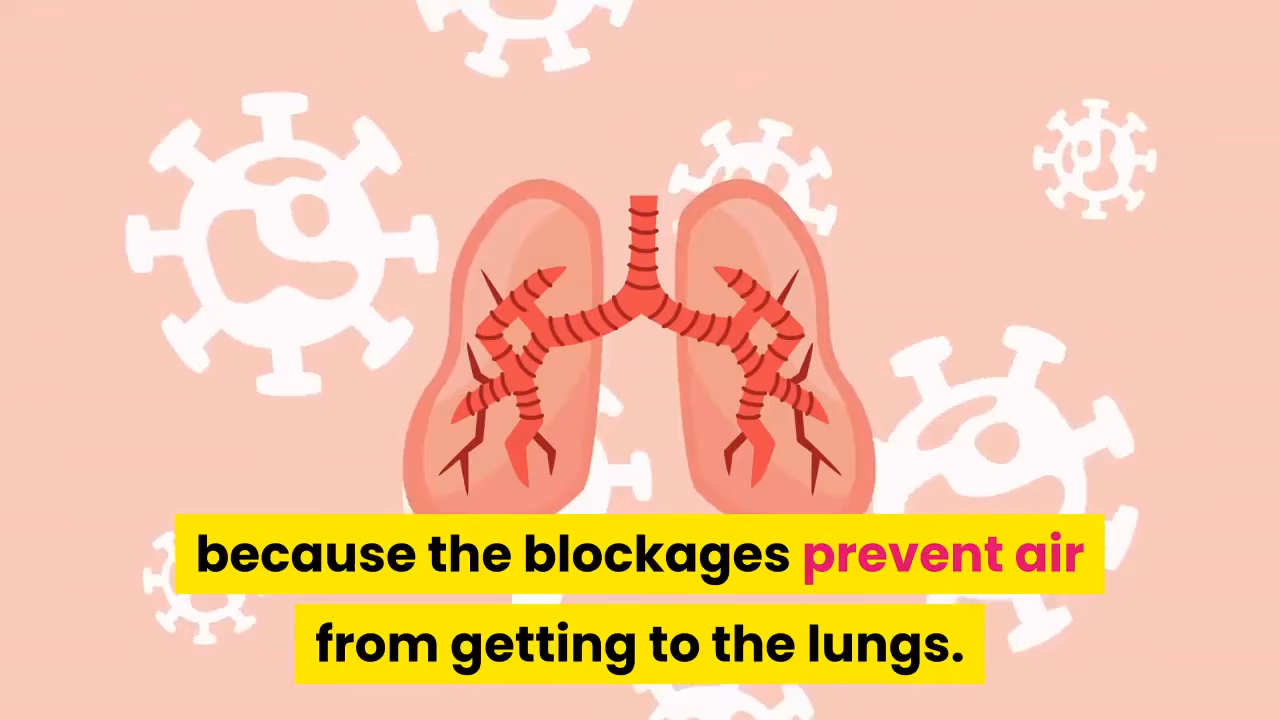 because the blockages prevent air
from getting to the lungs.